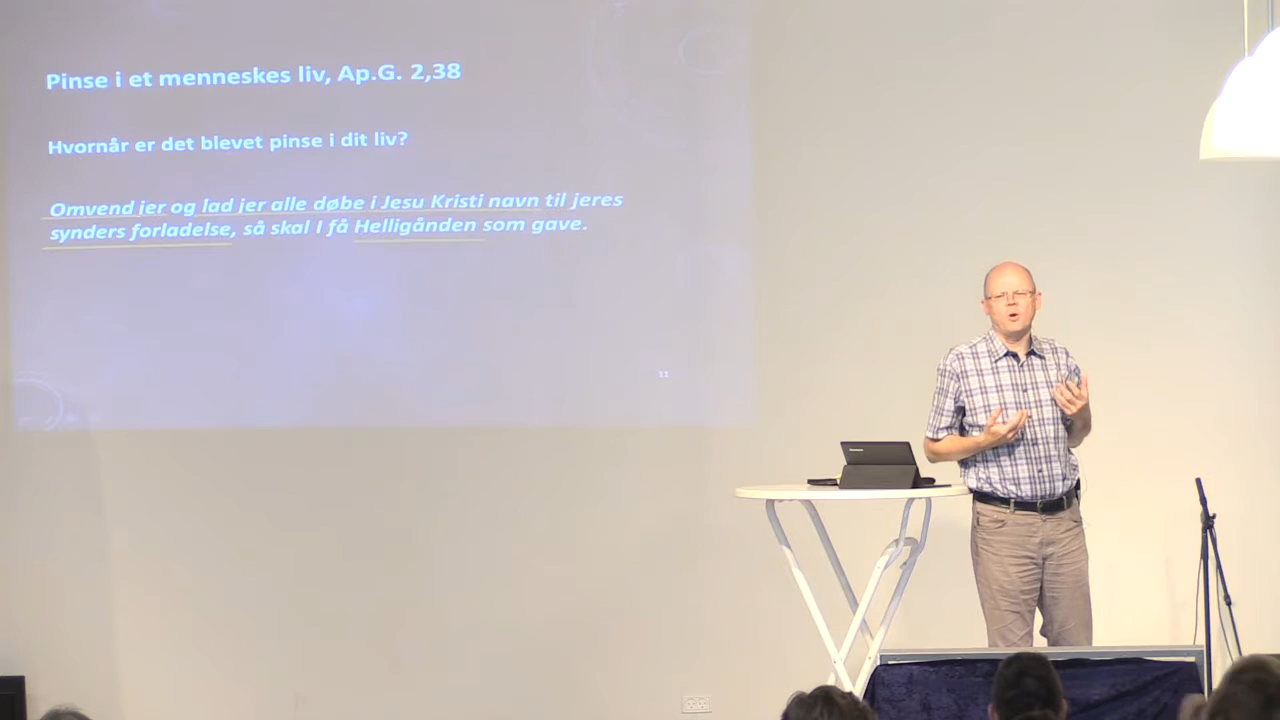 Pinse i et menneskes liv, Ap.G. 2,38
Hvornår er det blevet pinse i dit liv?
Omvend jer og lad jer alle døbe i Jesu Kristi navn til jeres
synders forladelse, så skal I få Helligånden som gave.
11